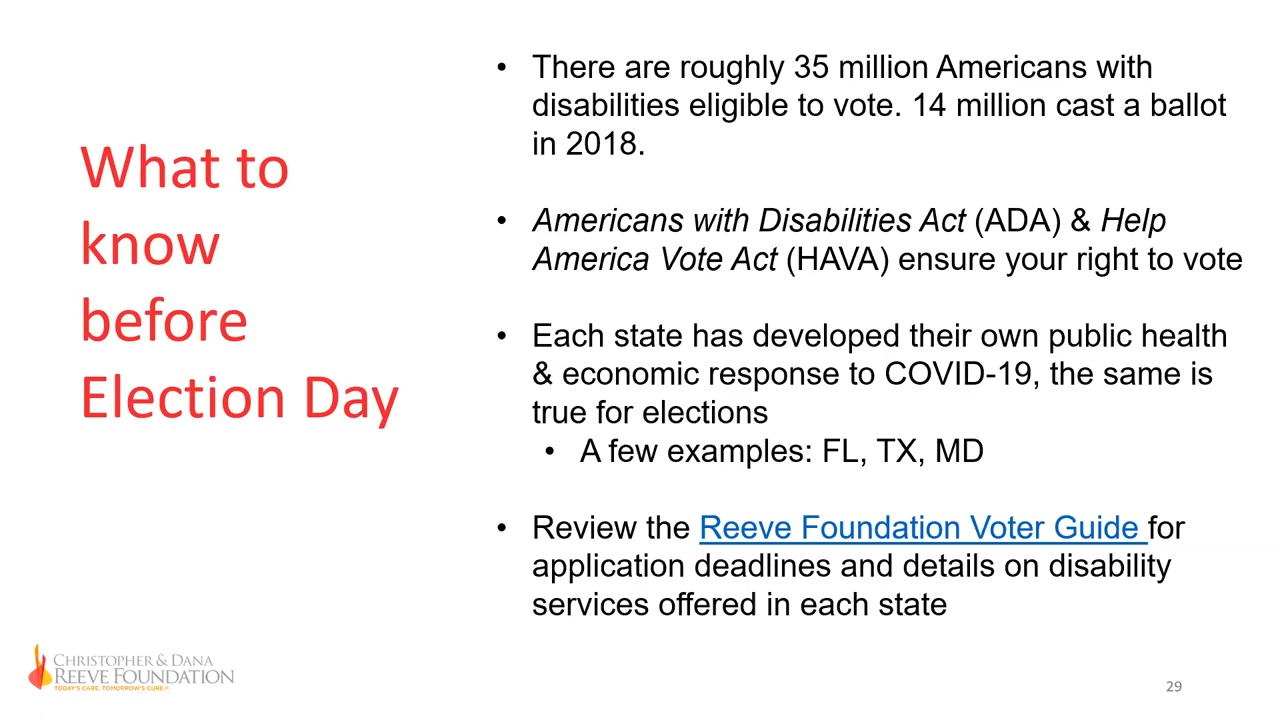 What to
know
before
Election Day
• There are roughly 35 million Americans with
disabilities eligible to vote. 14 million cast a ballot
in 2018.
• Americans with Disabilities Act (ADA) & Help
America Vote Act (HAVA) ensure your right to vote
• Each state has developed their own public health
& economic response to COVID-19, the same is
true for elections
• A few examples: FL, TX, MD
• Review the Reeve Foundation Voter Guide for
application deadlines and details on disability
services offered in each state
CHRISTOPHER & DANA
REEVE FOUNDATION
TODAY'S CARE. TOMORROW'S CURE.®
29